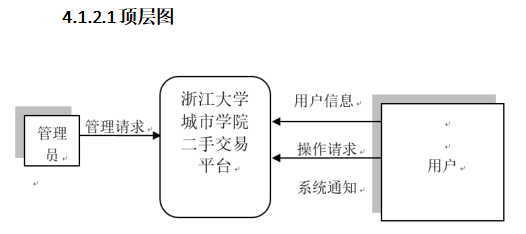 4.1.2.1 顶层图
浙江大学
城市学院
二手交易
平台
管理
员
管理请求
用户信息
操作请求
系统通知
用户